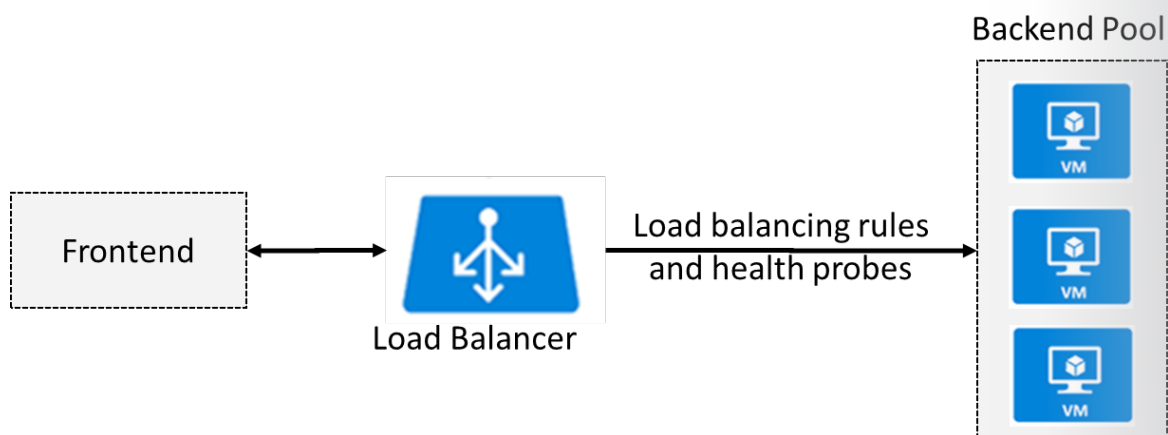 Backend Pool
VM
Frontend
Load balancing rules
and health probes
VM
Load Balancer
VM